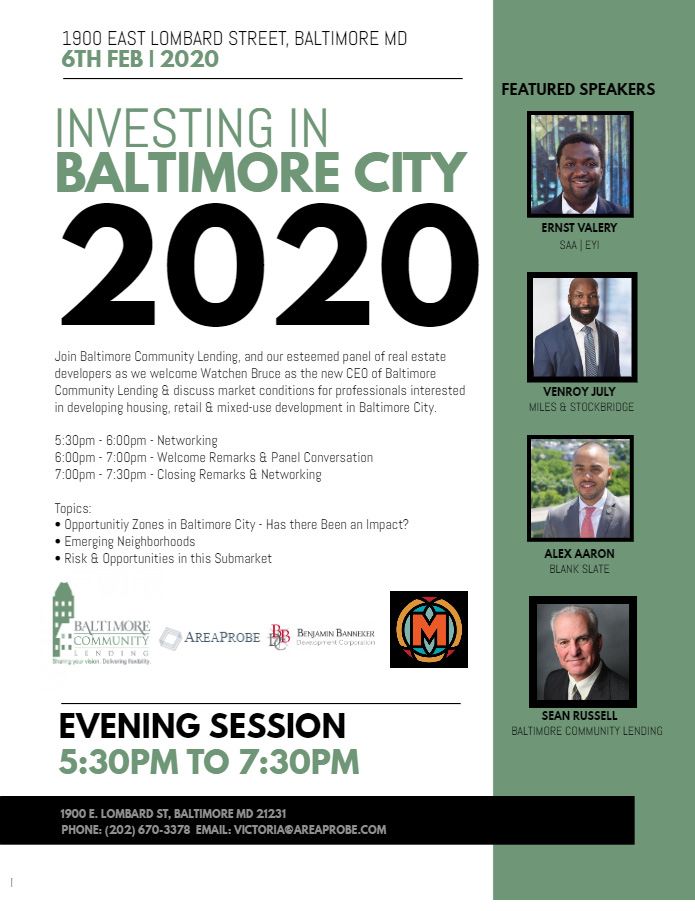 1900 EAST LOMBARD STREET, BALTIMORE MD
6TH FEB | 2020
INVESTING IN
BALTIMORE CITY
2020
Join Baltimore Community Lending, and our esteemed panel of real estate
developers as we welcome Watchen Bruce as the new CEO of Baltimore
Community Lending & discuss market conditions for professionals interested
in developing housing, retail & mixed-use development in Baltimore City.
5:30pm - 6:00pm - Networking
6:00pm - 7:00pm - Welcome Remarks & Panel Conversation
7:00pm - 7:30pm - Closing Remarks & Networking
Topics:
• Opportunitiy Zones in Baltimore City - Has there Been an Impact?
• Emerging Neighborhoods
• Risk & Opportunities in this Submarket
BALTIMORE
COMMUNITY
LENDING
Sharing your vision. Delivering flexibility.
AREAPROBE
BBDC
BENJAMIN BANNEKER
Development Corporation
M
EVENING SESSION
5:30PM TO 7:30PM
1900 E. LOMBARD ST, BALTIMORE MD 21231
PHONE: (202) 670-3378 EMAIL: VICTORIA@AREAPROBE.COM
FEATURED SPEAKERS
ERNST VALERY
SAA | EYI
VENROY JULY
MILES & STOCKBRIDGE
ALEX AARON
BLANK SLATE
SEAN RUSSELL
BALTIMORE COMMUNITY LENDING